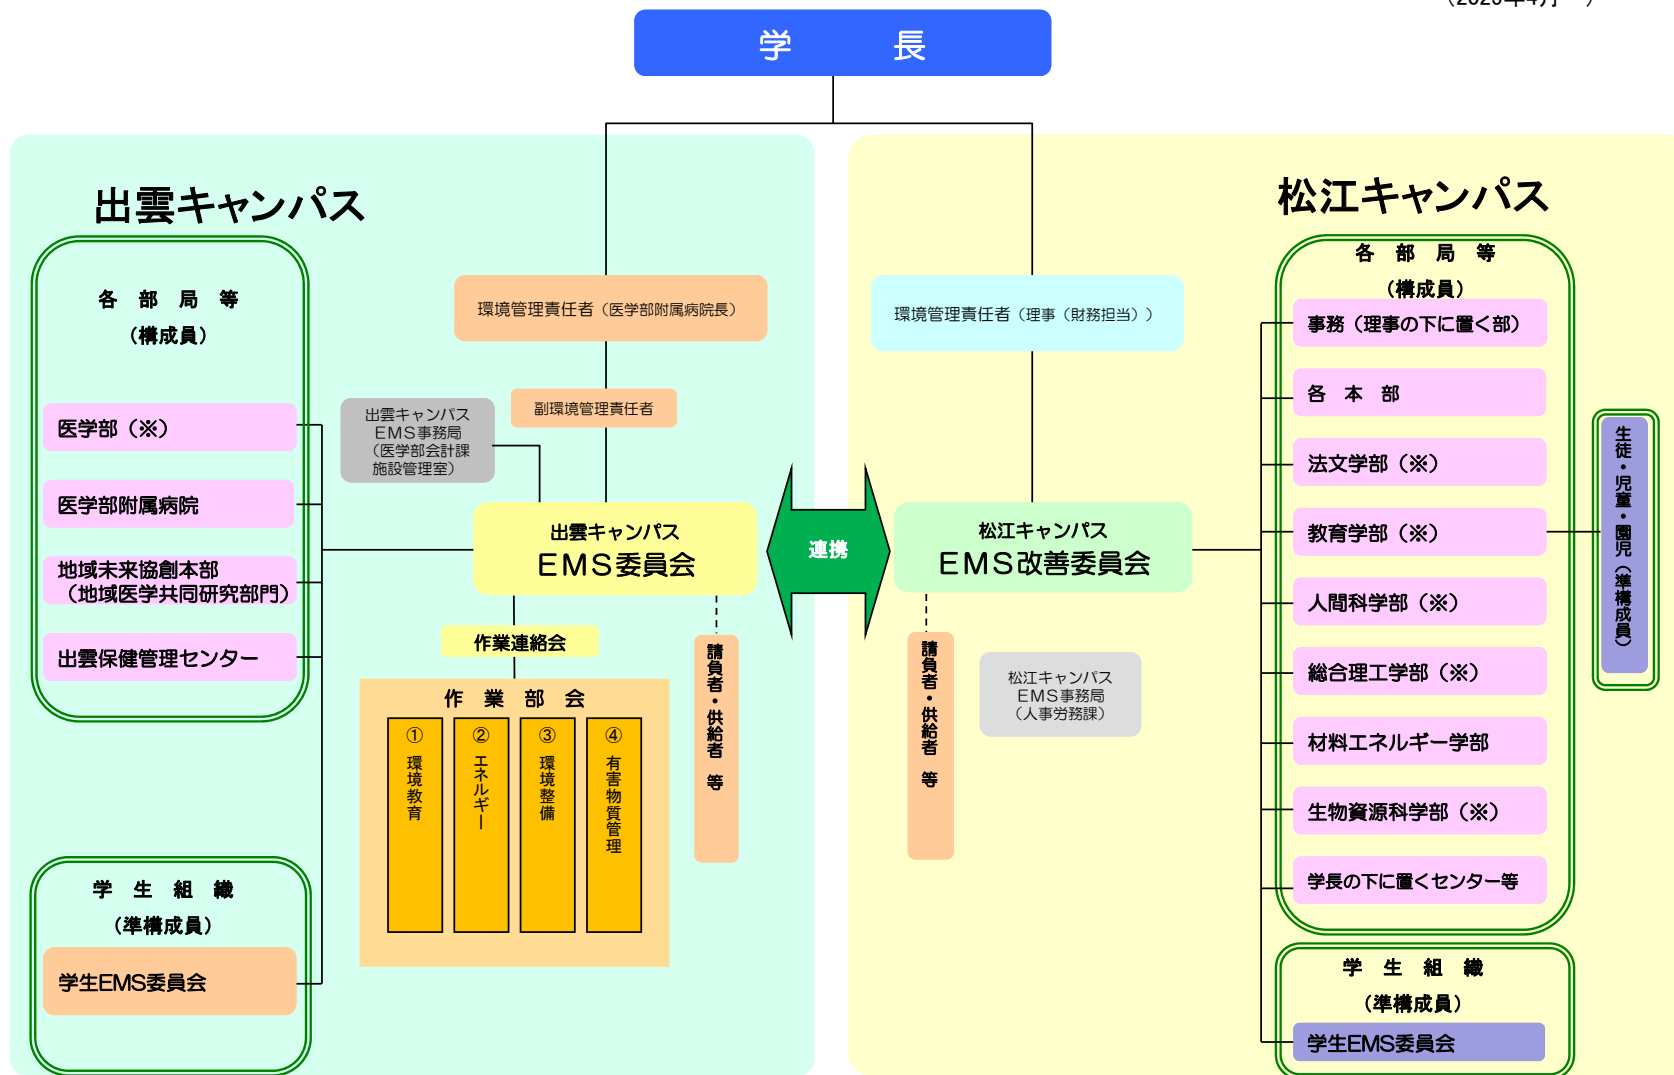 学 長
出雲キャンパス
各 部 局 等
（構成員）
医学部（※）
医学部附属病院
地域未来協創本部
（地域医学共同研究部門）
出雲保健管理センター
学 生 組 織
（準構成員）
学生EMS委員会
環境管理責任者（医学部附属病院長）
副環境管理責任者
出雲キャンパス
EMS事務局
（医学部会計課
施設管理室）
出雲キャンパス
EMS委員会
作業連絡会
作 業 部 会
① 環境教育
② エネルギー
③ 環境整備
④ 有害物質管理
請負者・供給者 等
連携
松江キャンパス
環境管理責任者（理事（財務担当））
松江キャンパス
EMS改善委員会
請負者・供給者 等
松江キャンパス
EMS事務局
（人事労務課）
各 部 局 等
（構成員）
事務（理事の下に置く部）
各 本 部
法文学部（※）
教育学部（※）
人間科学部（※）
総合理工学部（※）
材料エネルギー学部
生物資源科学部（※）
学長の下に置くセンター等
生徒・児童・園児（準構成員）
学 生 組 織
（準構成員）
学生EMS委員会